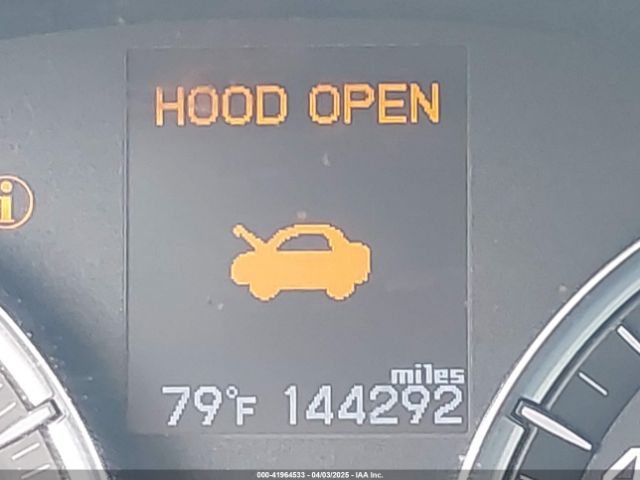 HOOD OPEN
i
miles
79°F 144292
000-41964533 - 04/03/2025 - IAA Inc.